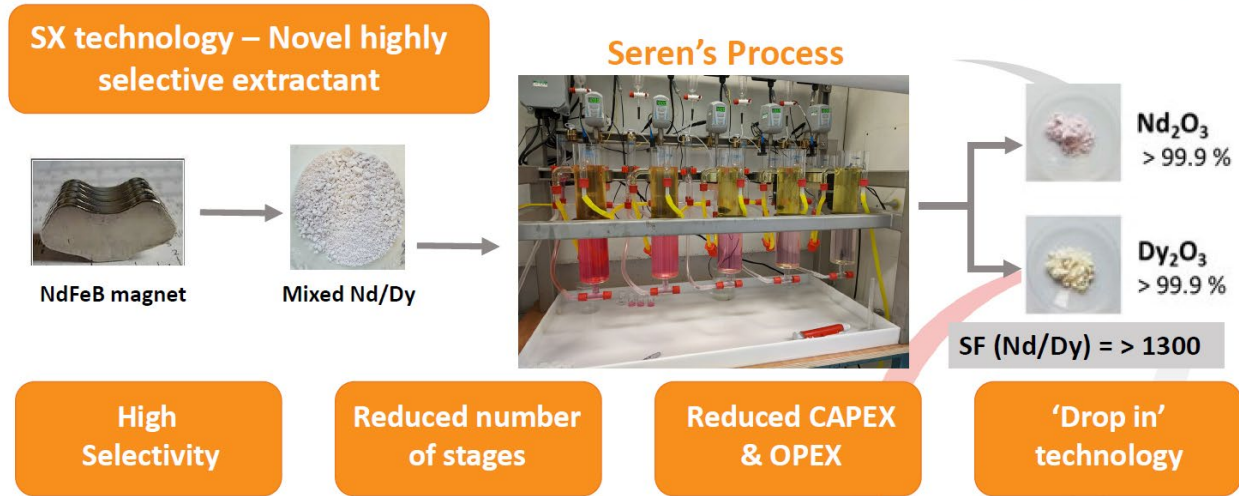 SX technology – Novel highly
selective extractant
Seren's Process
NdFeB magnet
Mixed Nd/Dy
Nd₂O₃
> 99.9 %
Dy₂O₃
> 99.9 %
SF (Nd/Dy) = > 1300
High
Selectivity
Reduced number
of stages
Reduced CAPEX
& OPEX
‘Drop in’
technology